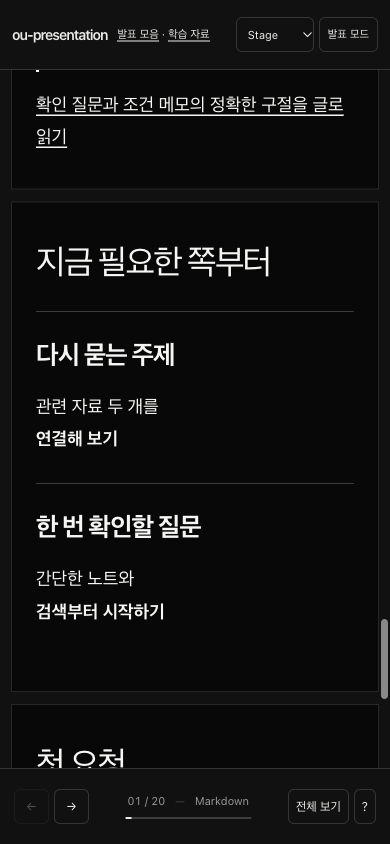 ou-presentation 발표 모음 · 학습 자료 Stage 발표 모드
확인 질문과 조건 메모의 정확한 구절을 글로
읽기
지금 필요한 쪽부터
다시 묻는 주제
관련 자료 두 개를
연결해 보기
한 번 확인할 질문
간단한 노트와
검색부터 시작하기
첫 요청
← → 01 / 20 — Markdown 전체 보기 ?